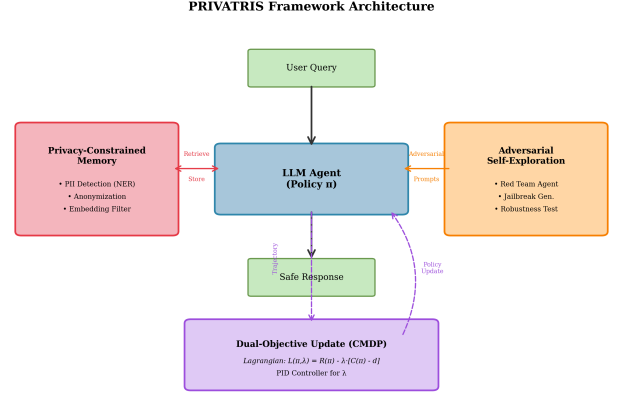 PRIVATRIS Framework Architecture
User Query
Privacy-Constrained
Memory
• PII Detection (NER)
• Anonymization
• Embedding Filter
Retrieve
Store
LLM Agent
(Policy π)
Adversarial
Prompts
Adversarial
Self-Exploration
• Red Team Agent
• Jailbreak Gen.
• Robustness Test
Trajectory
Safe Response
Policy
Update
Dual-Objective Update (CMDP)
Lagrangian: L(π,λ) = R(π) - λ·[C(π) - d]
PID Controller for λ